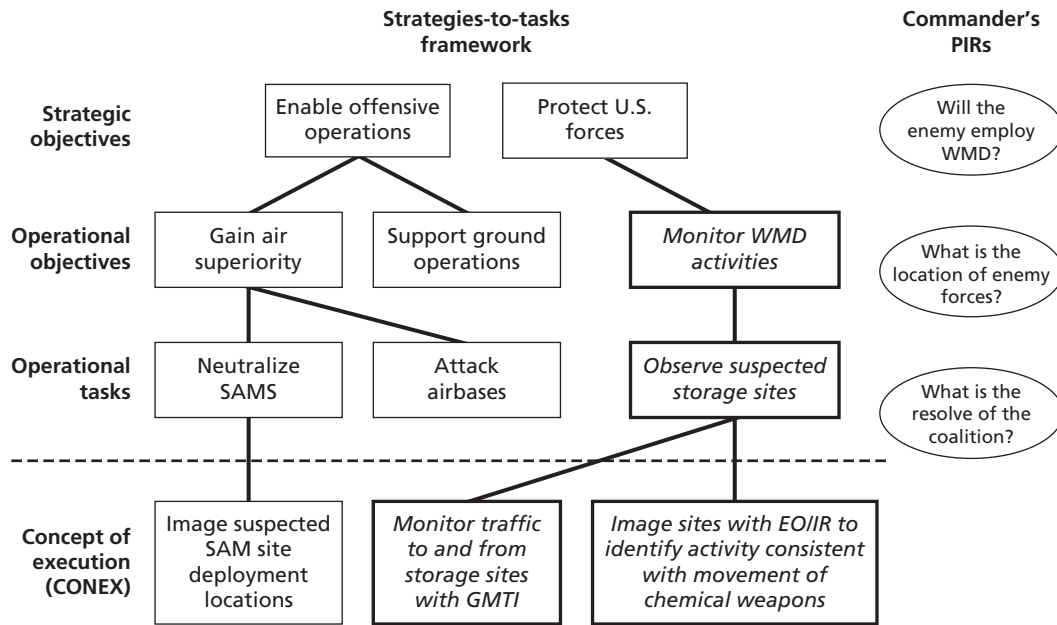 Strategies-to-tasks
framework
Commander's
PIRs
Strategic
objectives
Enable offensive
operations
Protect U.S.
forces
Will the
enemy employ
WMD?
Operational
objectives
Gain air
superiority
Support ground
operations
Monitor WMD
activities
What is the
location of enemy
forces?
Operational
tasks
Neutralize
SAMS
Attack
airbases
Observe suspected
storage sites
What is the
resolve of the
coalition?
Concept of
execution
(CONEX)
Image suspected
SAM site
deployment
locations
Monitor traffic
to and from
storage sites
with GMTI
Image sites with EO/IR to
identify activity consistent
with movement of
chemical weapons